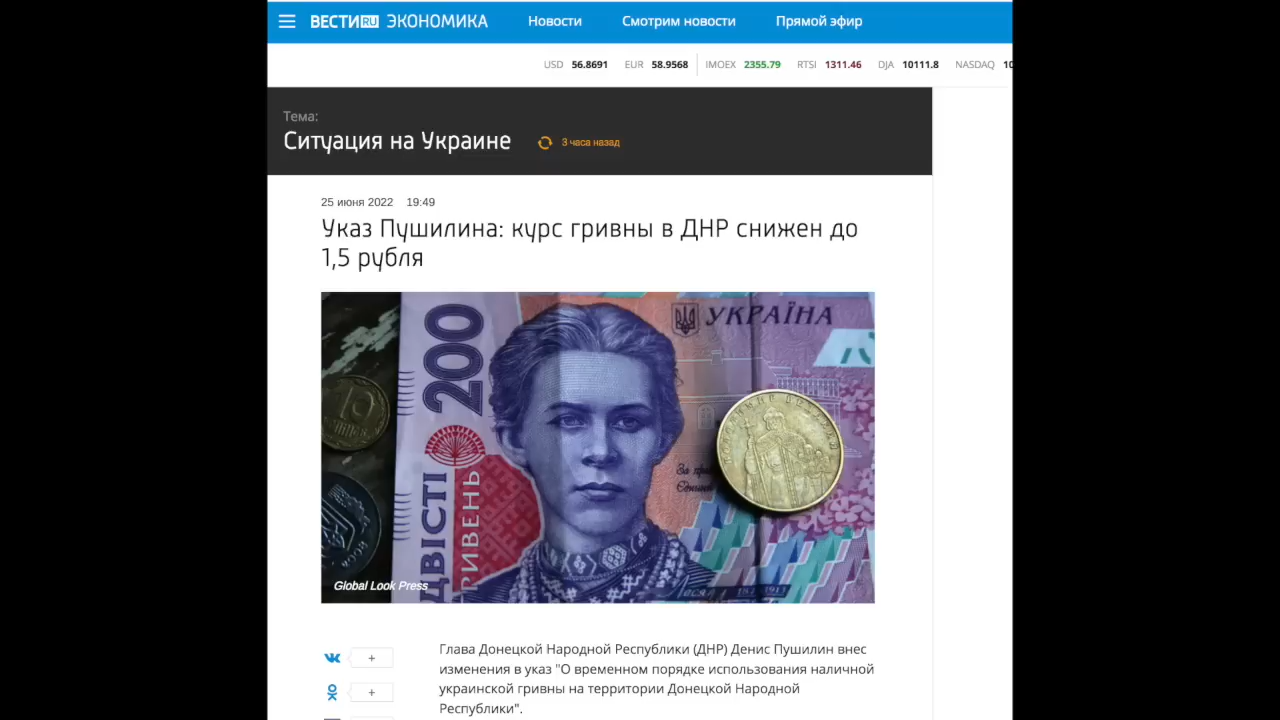 ВЕСТИ RU ЭКОНОМИКА Новости Смотрим новости Прямой эфир
USD 56.8691 EUR 58.9568 IMOEX 2355.79 RTSI 1311.46 DJA 10111.8 NASDAQ
Тема:
Ситуация на Украине 3 часа назад
25 июня 2022 19:49
Указ Пушилина: курс гривны в ДНР снижен до
1,5 рубля
200
УКРАЇНА
10
ДВІСТІ
ГРИВЕНЬ
Global Look Press
Глава Донецкой Народной Республики (ДНР) Денис Пушилин внес
изменения в указ "О временном порядке использования наличной
украинской гривны на территории Донецкой Народной
Республики".
+
+